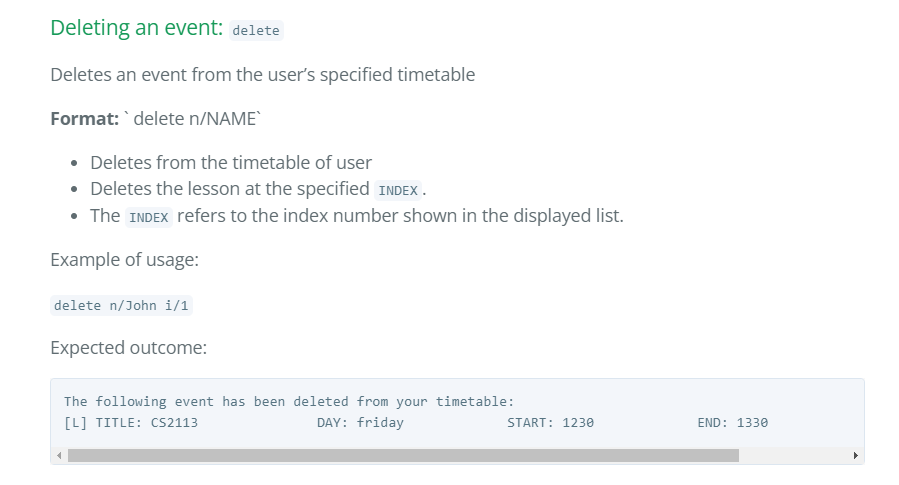 Deleting an event: delete
Deletes an event from the user’s specified timetable
Format: ` delete n/NAME`
• Deletes from the timetable of user
• Deletes the lesson at the specified INDEX.
• The INDEX refers to the index number shown in the displayed list.
Example of usage:
delete n/John i/1
Expected outcome:
The following event has been deleted from your timetable:
[L] TITLE: CS2113 DAY: friday START: 1230 END: 1330